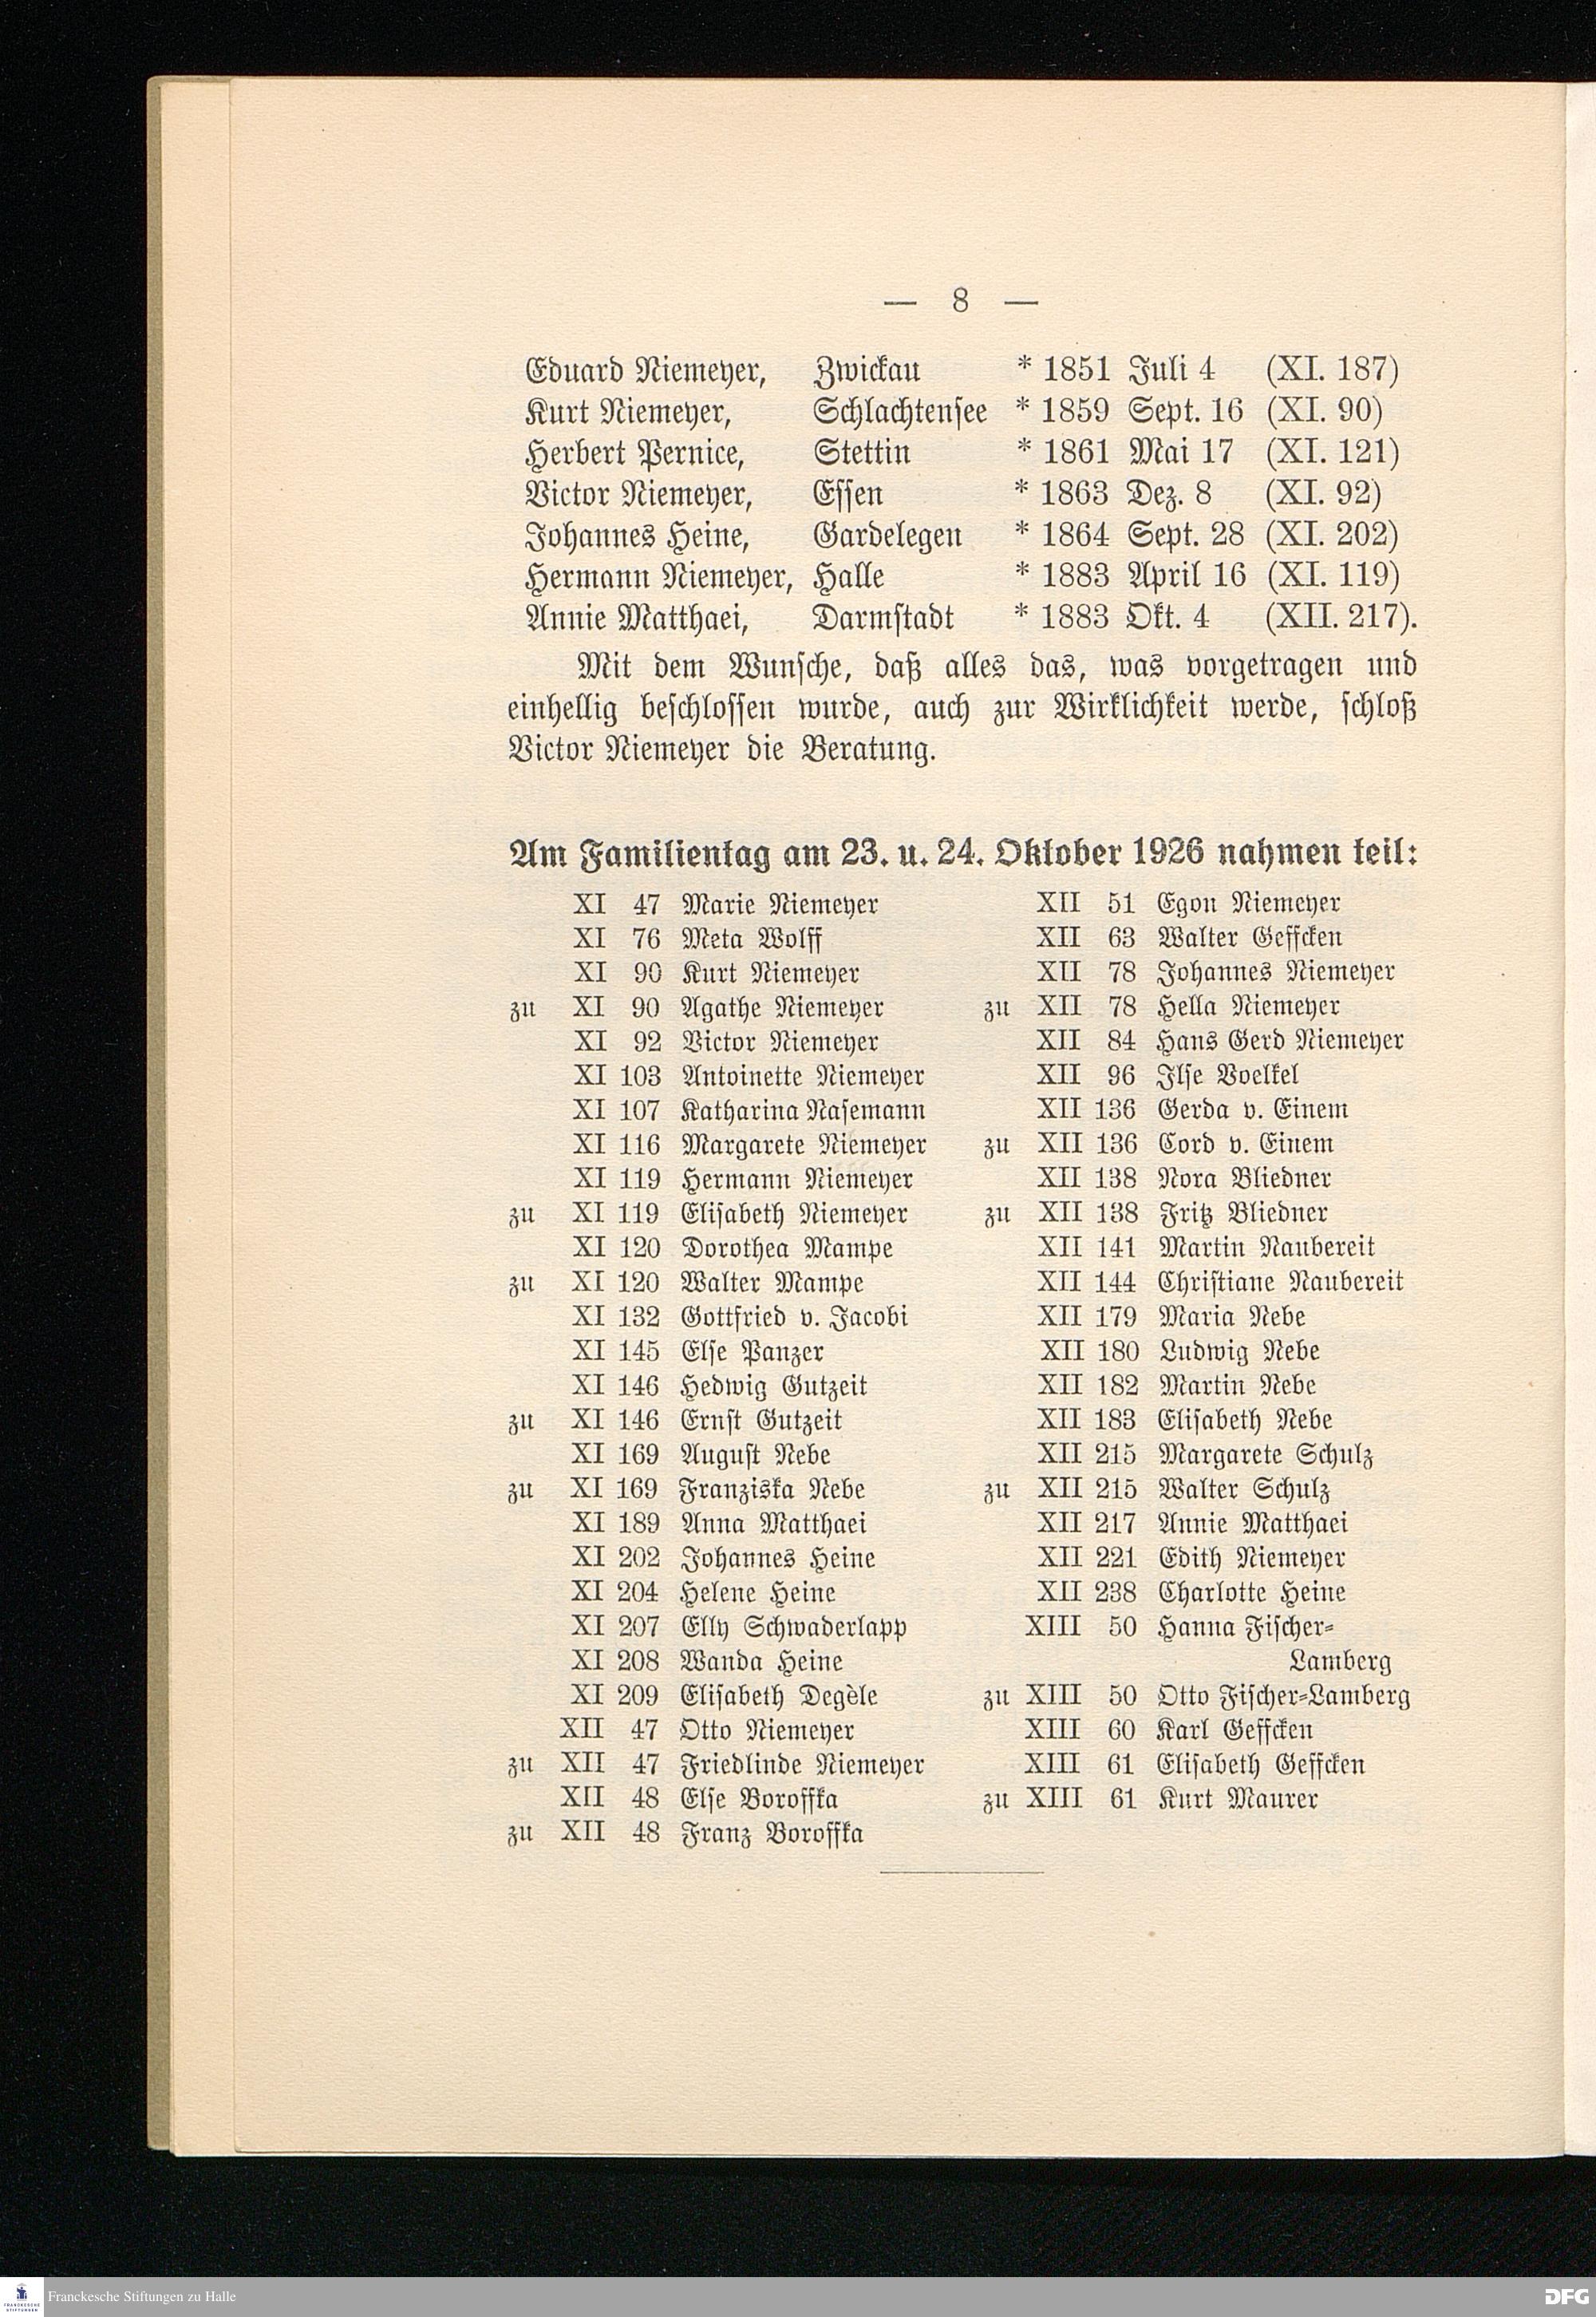 — 8 —
Eduard Niemeyer, Zwickau * 1851 Juli 4 (XI. 187)
Kurt Niemeyer, Schlachtensee * 1859 Sept. 16 (XI. 90)
Herbert Pernice, Stettin * 1861 Mai 17 (XI. 121)
Victor Niemeyer, Essen * 1863 Dez. 8 (XI. 92)
Johannes Heine, Gardelegen * 1864 Sept. 28 (XI. 202)
Hermann Niemeyer, Halle * 1883 April 16 (XI. 119)
Annie Matthaei, Darmstadt * 1883 Okt. 4 (XII. 217).
Mit dem Wunsche, daß alles das, was vorgetragen und
einhellig beschlossen wurde, auch zur Wirklichkeit werde, schloß
Victor Niemeyer die Beratung.
Am Familientag am 23. u. 24. Oktober 1926 nahmen teil:
XI 47 Marie Niemeyer
XI 76 Meta Wolff
XI 90 Kurt Niemeyer
zu XI 90 Agathe Niemeyer
XI 92 Victor Niemeyer
XI 103 Antoinette Niemeyer
XI 107 Katharina Nasemann
XI 116 Margarete Niemeyer
XI 119 Hermann Niemeyer
zu XI 119 Elisabeth Niemeyer
XI 120 Dorothea Mampe
zu XI 120 Walter Mampe
XI 132 Gottfried v. Jacobi
XI 145 Else Panzer
XI 146 Hedwig Gutzeit
zu XI 146 Ernst Gutzeit
XI 169 August Nebe
zu XI 169 Franziska Nebe
XI 189 Anna Matthaei
XI 202 Johannes Heine
XI 204 Helene Heine
XI 207 Elly Schwaderlapp
XI 208 Wanda Heine
XI 209 Elisabeth Degèle
XII 47 Otto Niemeyer
zu XII 47 Friedlinde Niemeyer
XII 48 Else Boroffka
zu XII 48 Franz Boroffka
XII 51 Egon Niemeyer
XII 63 Walter Geffcken
XII 78 Johannes Niemeyer
zu XII 78 Hella Niemeyer
XII 84 Hans Gerd Niemeyer
XII 96 Ilse Voelkel
XII 136 Gerda v. Einem
zu XII 136 Cord v. Einem
XII 138 Nora Bliedner
zu XII 138 Fritz Bliedner
XII 141 Martin Naubereit
XII 144 Christiane Naubereit
XII 179 Maria Nebe
XII 180 Ludwig Nebe
XII 182 Martin Nebe
XII 183 Elisabeth Nebe
XII 215 Margarete Schulz
zu XII 215 Walter Schulz
XII 217 Annie Matthaei
XII 221 Edith Niemeyer
XII 238 Charlotte Heine
XIII 50 Hanna Fischer-
Lamberg
zu XIII 50 Otto Fischer-Lamberg
XIII 60 Karl Geffcken
XIII 61 Elisabeth Geffcken
zu XIII 61 Kurt Maurer
FRANCKESCHE
STIFTUNGEN
Franckesche Stiftungen zu Halle
DFG